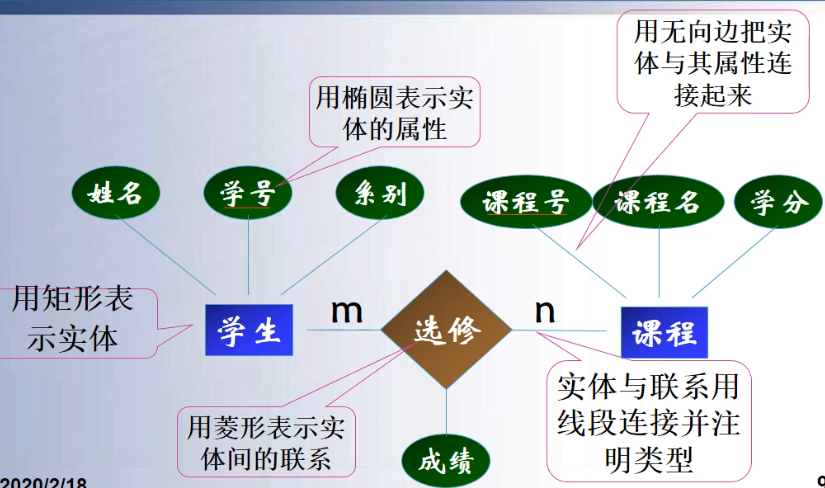 用无向边把实
体与其属性连
接起来
用椭圆表示实
体的属性
姓名
学号
系别
课程号
课程名
学分
用矩形表
示实体
学生
m
选修
n
课程
用菱形表示实
体间的联系
实体与联系用
线段连接并注
明类型
成绩
2020/2/18